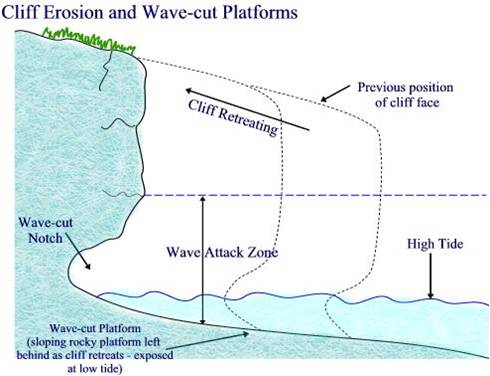 Cliff Erosion and Wave-cut Platforms
Previous position
of cliff face
Cliff Retreating
Wave-cut
Notch
Wave Attack Zone
High Tide
Wave-cut Platform
(sloping rocky platform left
behind as cliff retreats - exposed
at low tide)